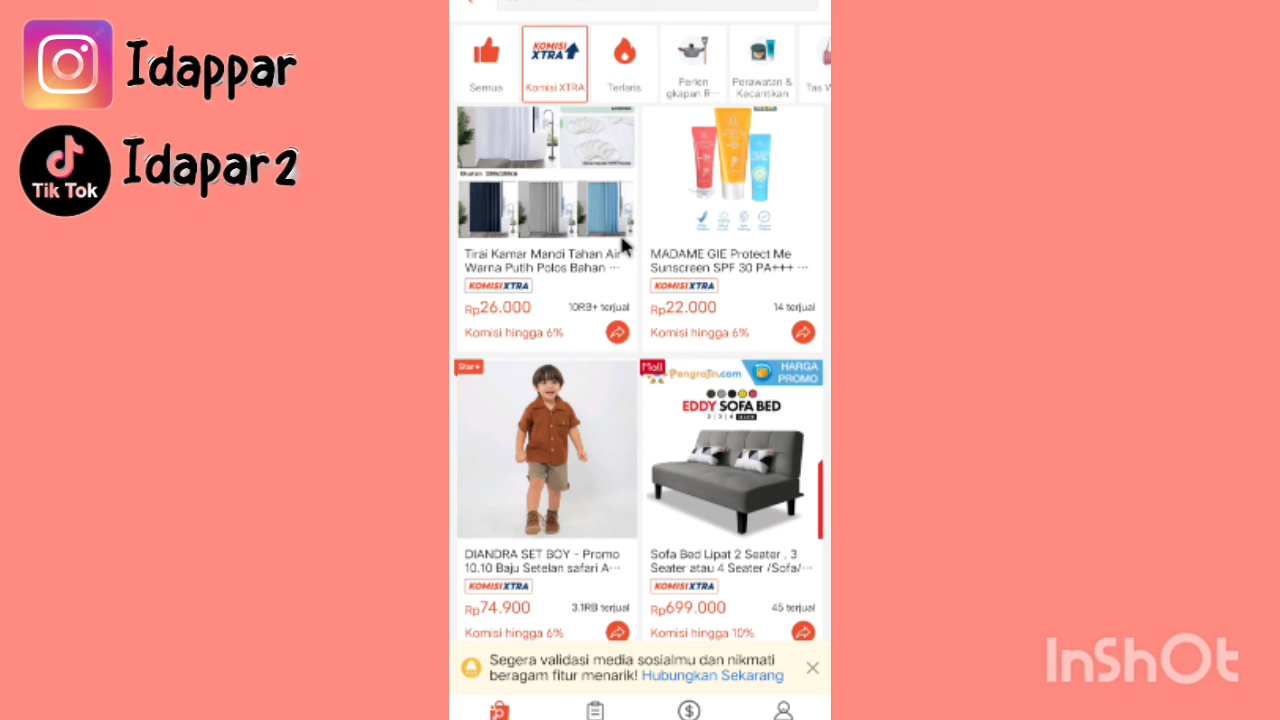 Idappar
Tik Tok
Idapar2
Semua
KOMISI XTRA
Komisi XTRA
Terlaris
Perlen
gkapan R...
Perawatan &
Kecantikan
Tas W
Ukuran 180x180cm
Tirai Kamar Mandi Tahan Air
Warna Putih Polos Bahan ...
KOMISI XTRA
Rp26.000
10RB+ terjual
Komisi hingga 6%
MADAME GIE Protect Me
Sunscreen SPF 30 PA+++ ...
KOMISI XTRA
Rp22.000
14 terjual
Komisi hingga 6%
Star+
DIANDRA SET BOY - Promo
10.10 Baju Setelan safari A...
KOMISI XTRA
Rp74.900
3.1RB terjual
Komisi hingga 6%
Mall
Pengrajin.com
HARGA
PROMO
EDDY SOFA BED
2 | 3 | 4
Sofa Bed Lipat 2 Seater , 3
Seater atau 4 Seater /Sofa/...
KOMISI XTRA
Rp699.000
45 terjual
Komisi hingga 10%
Segera validasi media sosialmu dan nikmati
beragam fitur menarik! Hubungkan Sekarang
InShOt